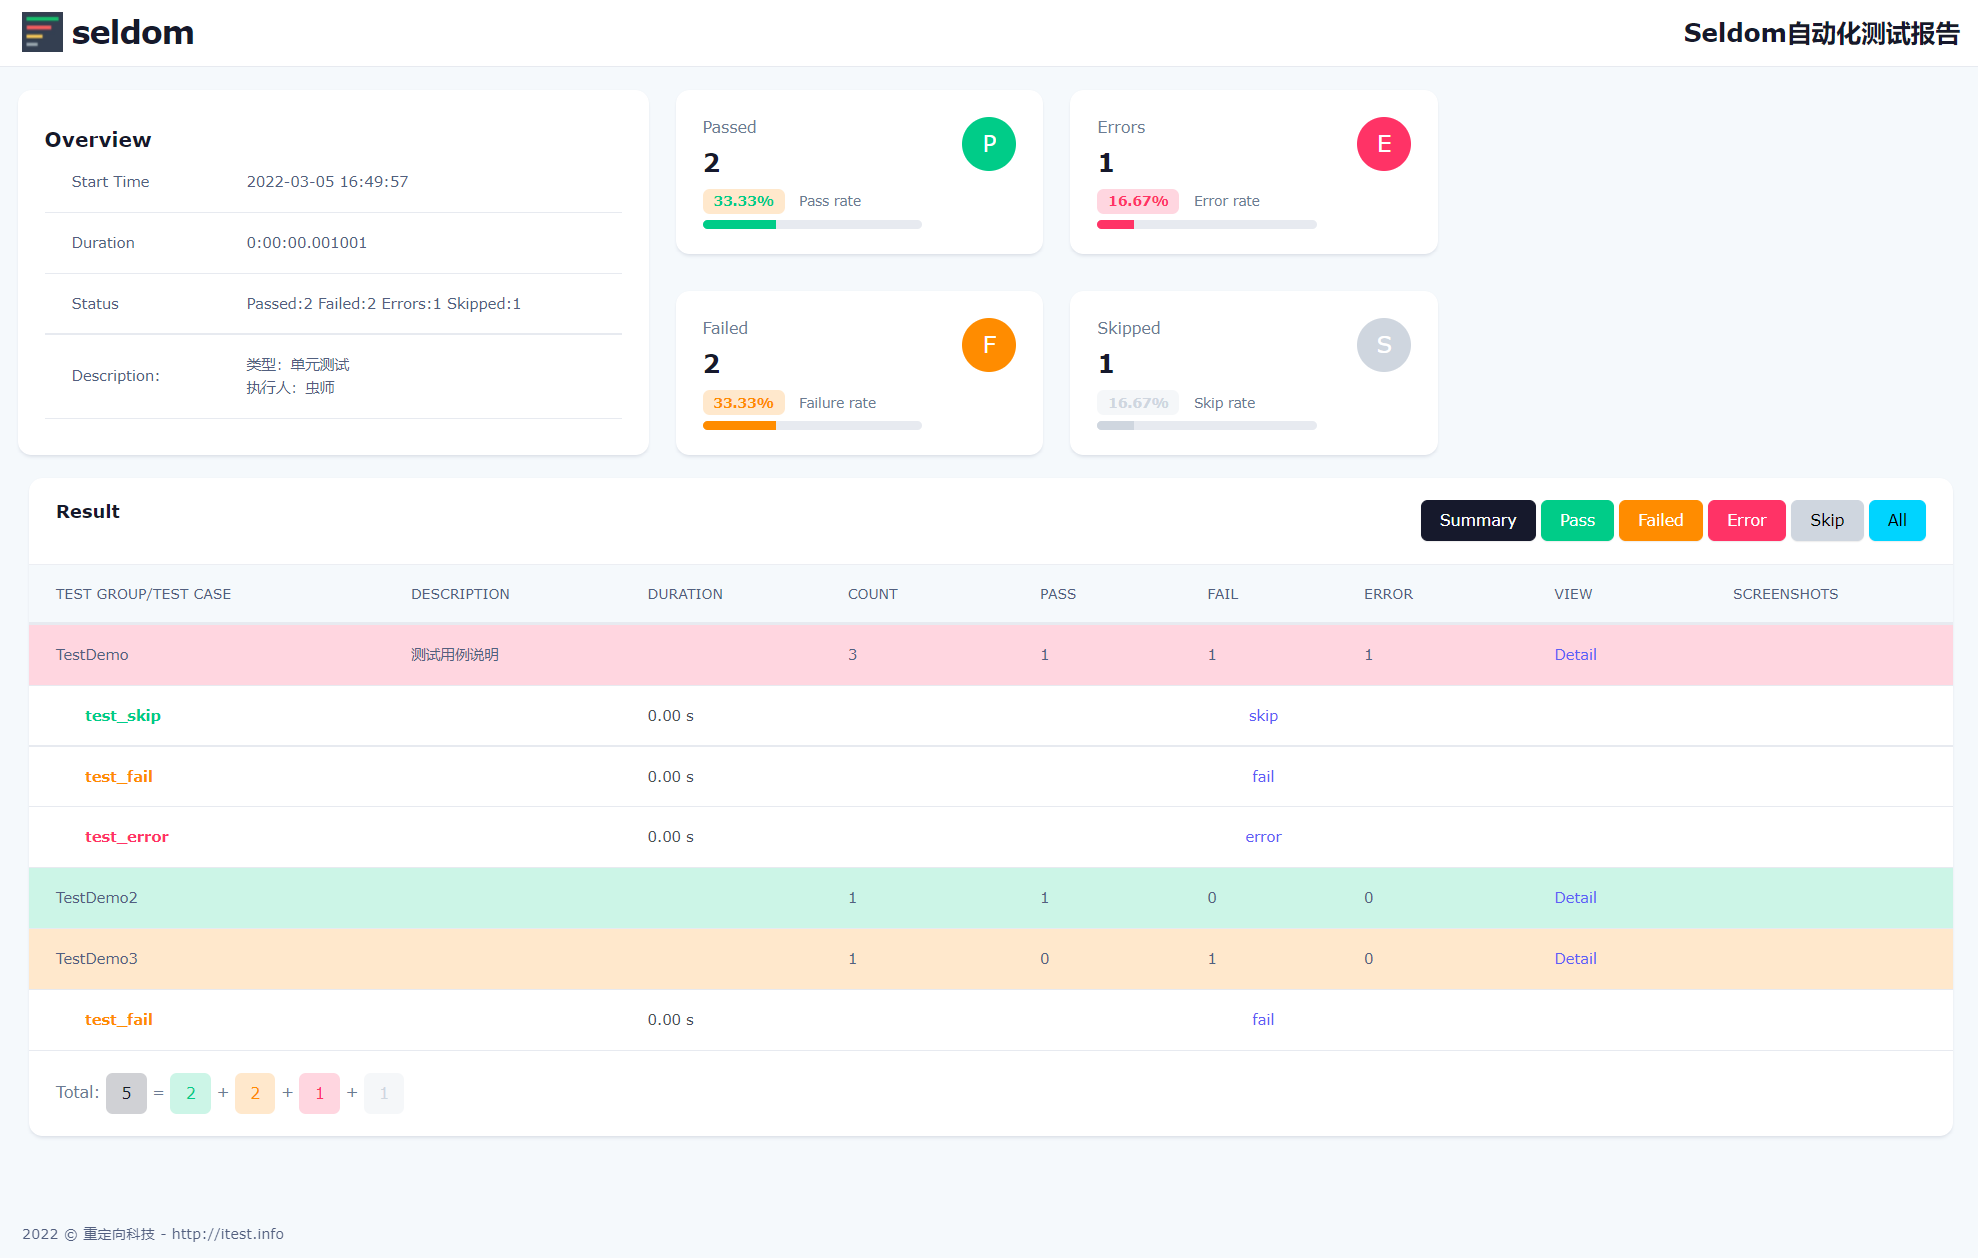 seldom
Seldom自动化测试报告
Overview
Start Time 2022-03-05 16:49:57
Duration 0:00:00.001001
Status Passed:2 Failed:2 Errors:1 Skipped:1
Description: 类型：单元测试
执行人：虫师
Passed
2
P
33.33% Pass rate
Errors
1
E
16.67% Error rate
Failed
2
F
33.33% Failure rate
Skipped
1
S
16.67% Skip rate
Result
Summary Pass Failed Error Skip All
TEST GROUP/TEST CASE DESCRIPTION DURATION COUNT PASS FAIL ERROR VIEW SCREENSHOTS
TestDemo 测试用例说明 3 1 1 1 Detail
test_skip 0.00 s skip
test_fail 0.00 s fail
test_error 0.00 s error
TestDemo2 1 1 0 0 Detail
TestDemo3 1 0 1 0 Detail
test_fail 0.00 s fail
Total: 5 = 2 + 2 + 1 + 1
2022 © 重定向科技 - http://itest.info